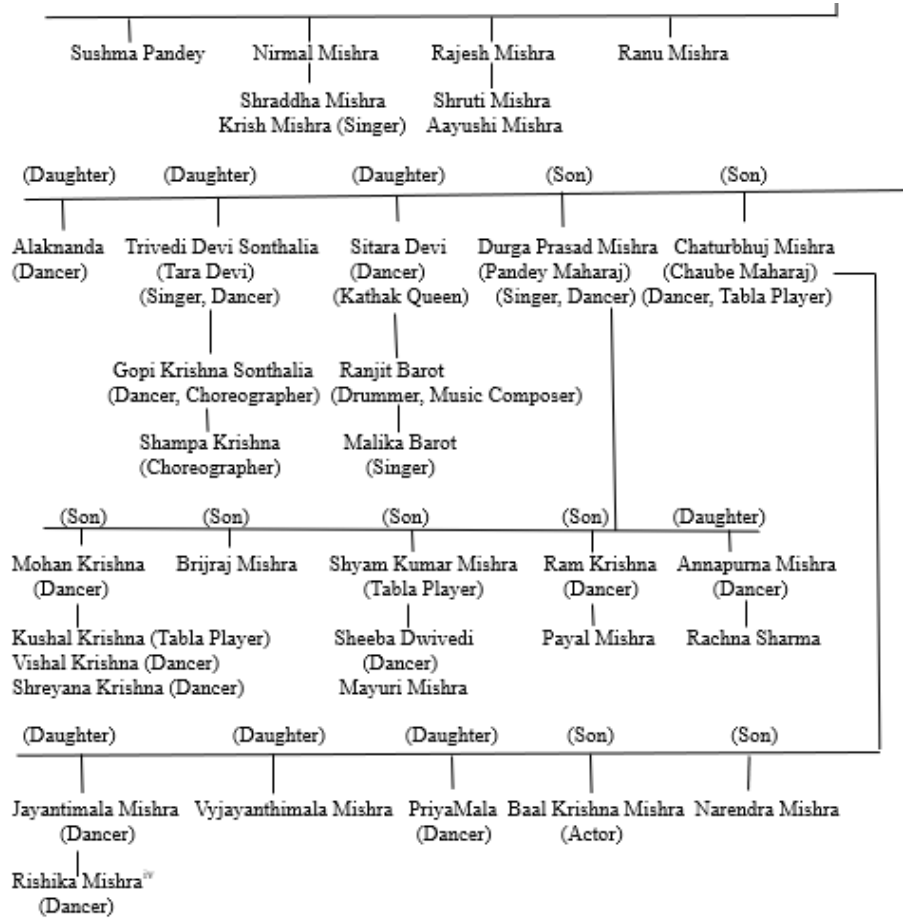 Sushma Pandey Nirmal Mishra Rajesh Mishra Ranu Mishra
Shraddha Mishra Shruti Mishra
Krish Mishra (Singer) Aayushi Mishra
(Daughter) (Daughter) (Daughter) (Son) (Son)
Alaknanda Trivedi Devi Sonthalia Sitara Devi Durga Prasad Mishra Chaturbhuj Mishra
(Dancer) (Tara Devi) (Dancer) (Pandey Maharaj) (Chaube Maharaj)
(Singer, Dancer) (Kathak Queen) (Singer, Dancer) (Dancer, Tabla Player)
Gopi Krishna Sonthalia Ranjit Barot
(Dancer, Choreographer) (Drummer, Music Composer)
Shampa Krishna Malika Barot
(Choreographer) (Singer)
(Son) (Son) (Son) (Son) (Daughter)
Mohan Krishna Brijraj Mishra Shyam Kumar Mishra Ram Krishna Annapurna Mishra
(Dancer) (Tabla Player) (Dancer) (Dancer)
Kushal Krishna (Tabla Player) Sheeba Dwivedi Payal Mishra Rachna Sharma
Vishal Krishna (Dancer) (Dancer)
Shreyana Krishna (Dancer) Mayuri Mishra
(Daughter) (Daughter) (Daughter) (Son) (Son)
Jayantimala Mishra Vyjayanthimala Mishra PriyaMala Baal Krishna Mishra Narendra Mishra
(Dancer) (Dancer) (Actor)
Rishika Mishra iv
(Dancer)